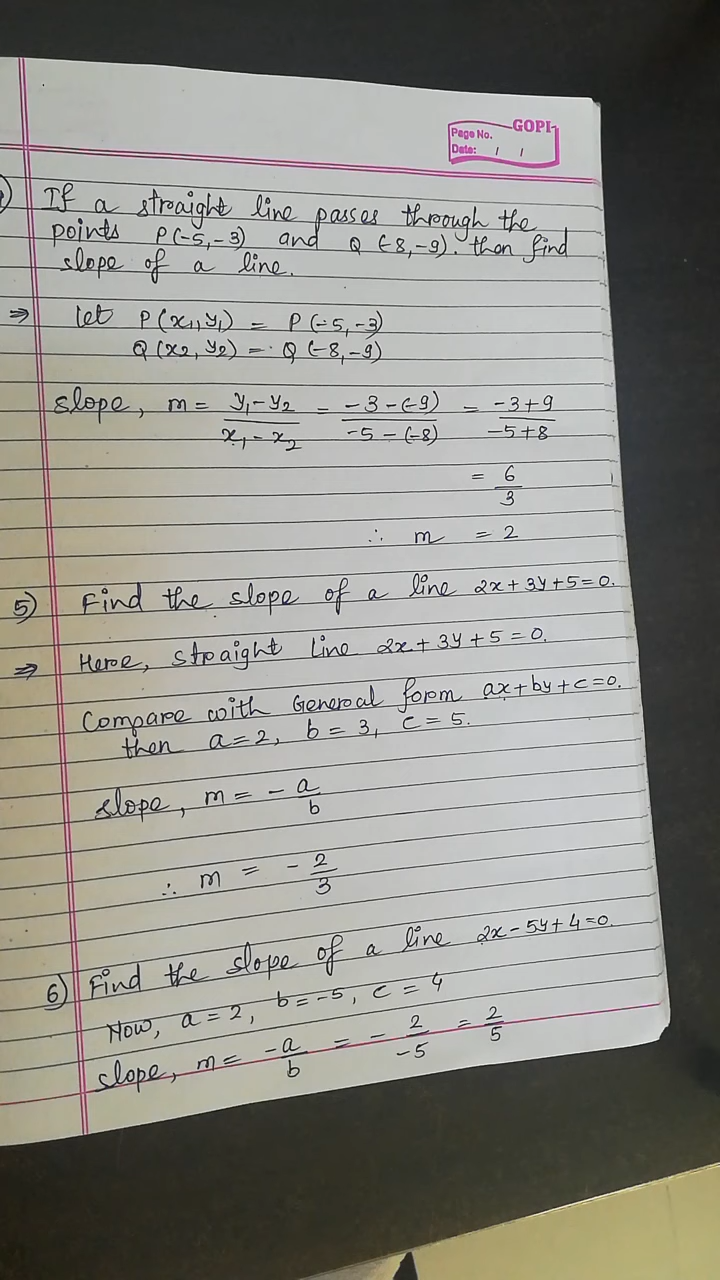 GOPI
Page No.
Date: / /
) If a straight line passes through the
points P(-5,-3) and Q (-8,-9). then find
slope of a line.
⇒ let P(x₁,y₁) = P(-5,-3)
Q(x₂, y₂) = Q (-8,-9)
slope, m = (y₁-y₂)/(x₁-x₂) = (-3-(-9))/(-5-(-8)) = (-3+9)/(-5+8)
= 6/3
∴ m = 2
5) Find the slope of a line 2x+3y+5=0.
⇒ Here, straight line 2x+3y+5=0.
Compare with General form ax+by+c=0.
then a=2, b=3, c=5.
slope, m = -a/b
∴ m = -2/3
6) Find the slope of a line 2x-5y+4=0.
Now, a=2, b=-5, c=4
slope, m = -a/b = -2/-5 = 2/5